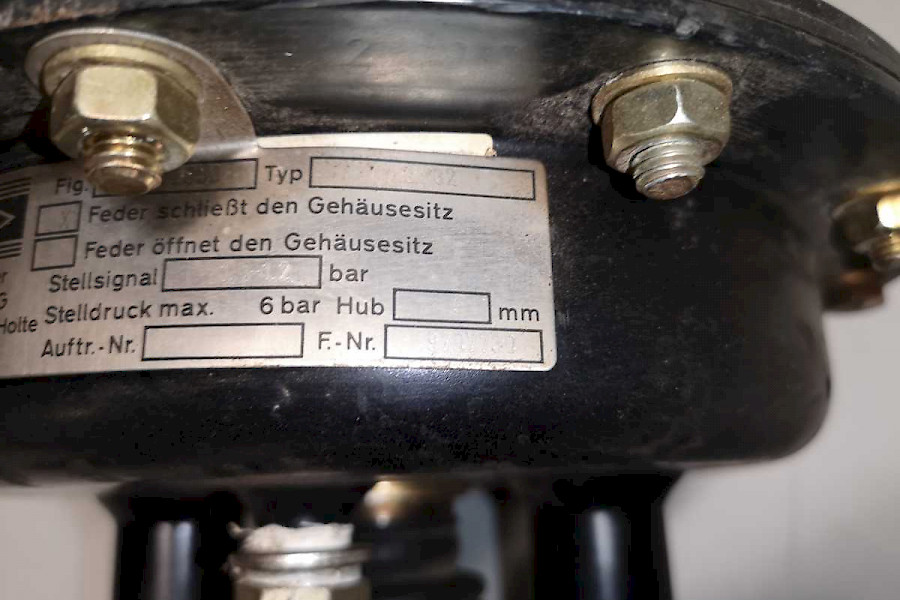 Fig. Typ
X Feder schließt den Gehäusesitz
Feder öffnet den Gehäusesitz
Stellsignal bar
Stelldruck max. 6 bar Hub mm
Holte
Auftr.-Nr. F.-Nr.